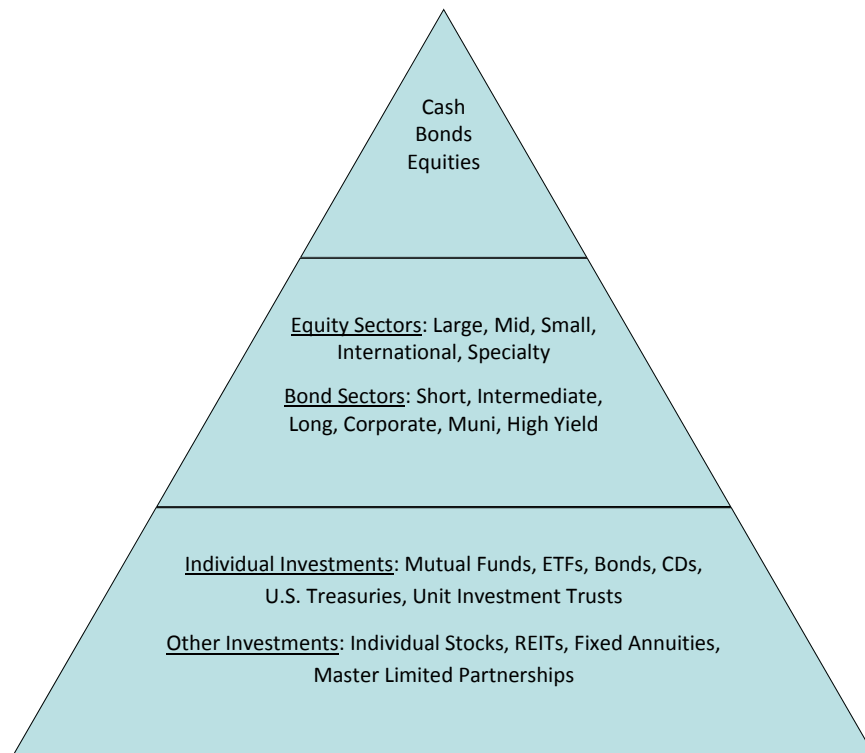 Cash
Bonds
Equities
Equity Sectors: Large, Mid, Small,
International, Specialty
Bond Sectors: Short, Intermediate,
Long, Corporate, Muni, High Yield
Individual Investments: Mutual Funds, ETFs, Bonds, CDs,
U.S. Treasuries, Unit Investment Trusts
Other Investments: Individual Stocks, REITs, Fixed Annuities,
Master Limited Partnerships